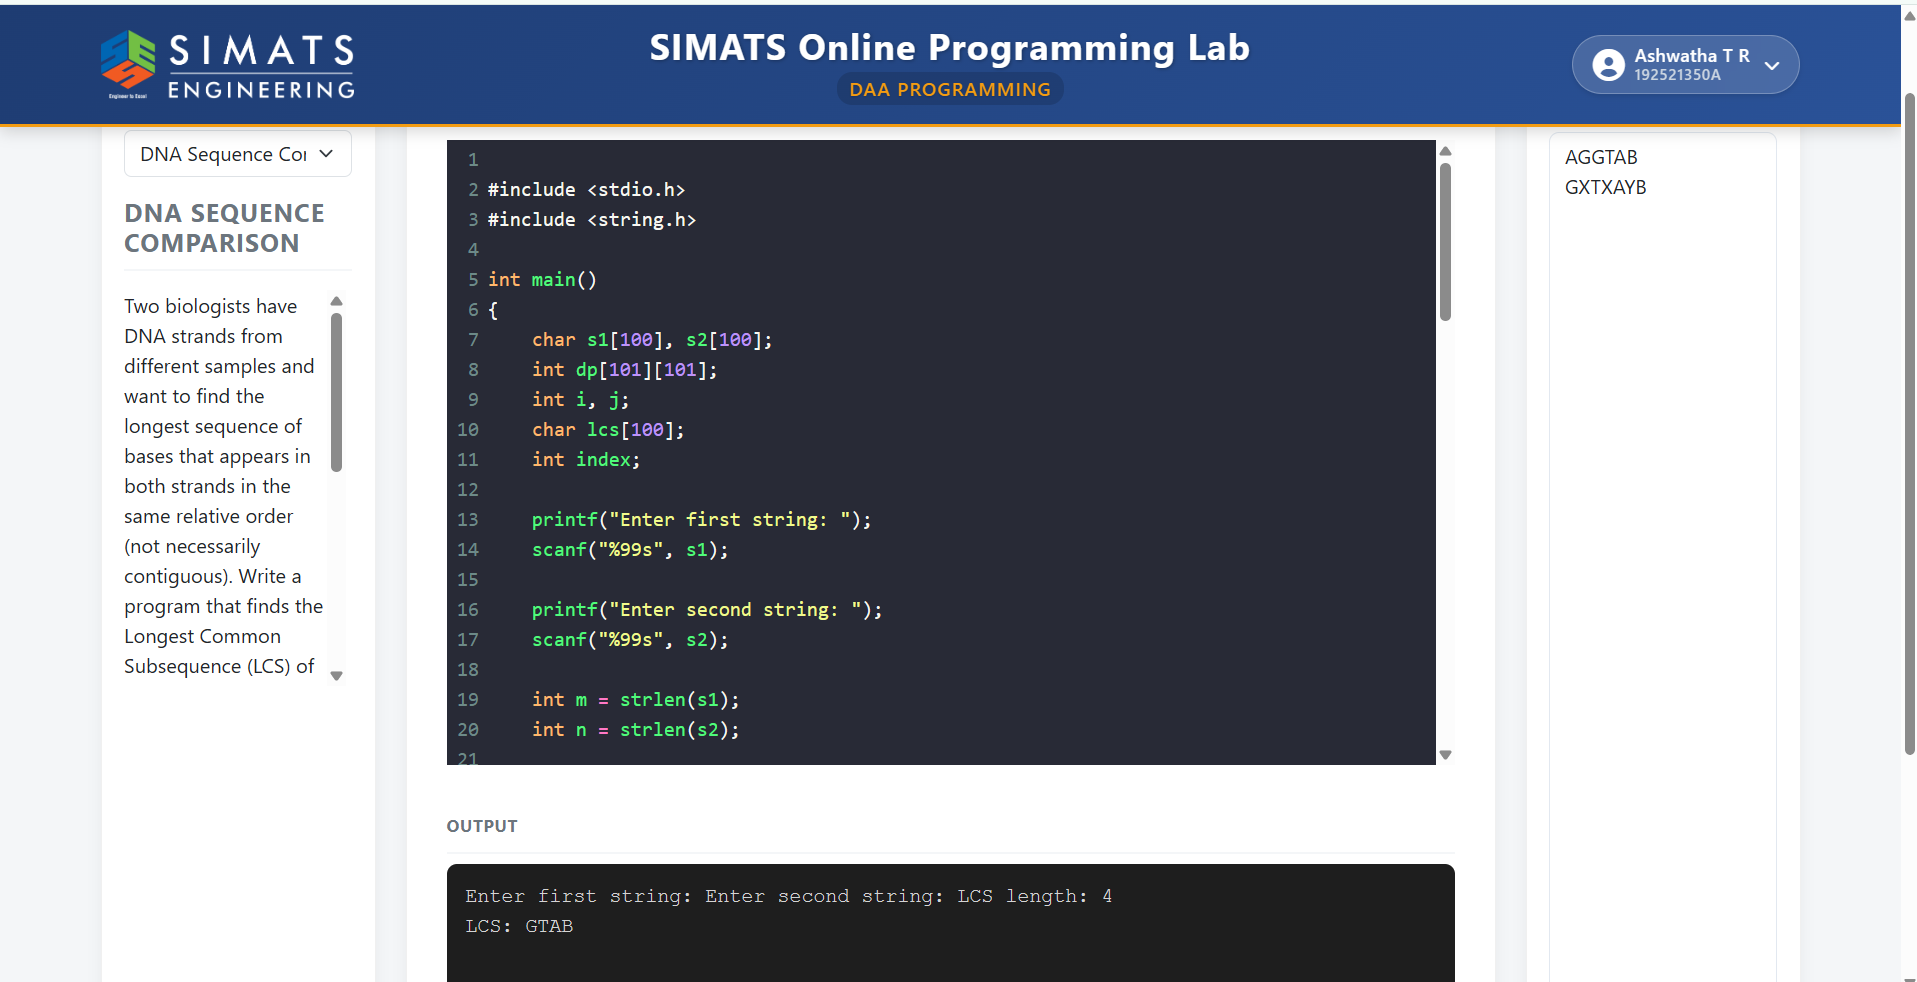 SIMATS
ENGINEERING
Engineer to Excel
SIMATS Online Programming Lab
DAA PROGRAMMING
Ashwatha T R
192521350A
DNA Sequence Co
DNA SEQUENCE
COMPARISON
Two biologists have
DNA strands from
different samples and
want to find the
longest sequence of
bases that appears in
both strands in the
same relative order
(not necessarily
contiguous). Write a
program that finds the
Longest Common
Subsequence (LCS) of
1
2 #include <stdio.h>
3 #include <string.h>
4
5 int main()
6 {
7     char s1[100], s2[100];
8     int dp[101][101];
9     int i, j;
10     char lcs[100];
11     int index;
12
13     printf("Enter first string: ");
14     scanf("%99s", s1);
15
16     printf("Enter second string: ");
17     scanf("%99s", s2);
18
19     int m = strlen(s1);
20     int n = strlen(s2);
21
OUTPUT
Enter first string: Enter second string: LCS length: 4
LCS: GTAB
AGGTAB
GXTXAYB